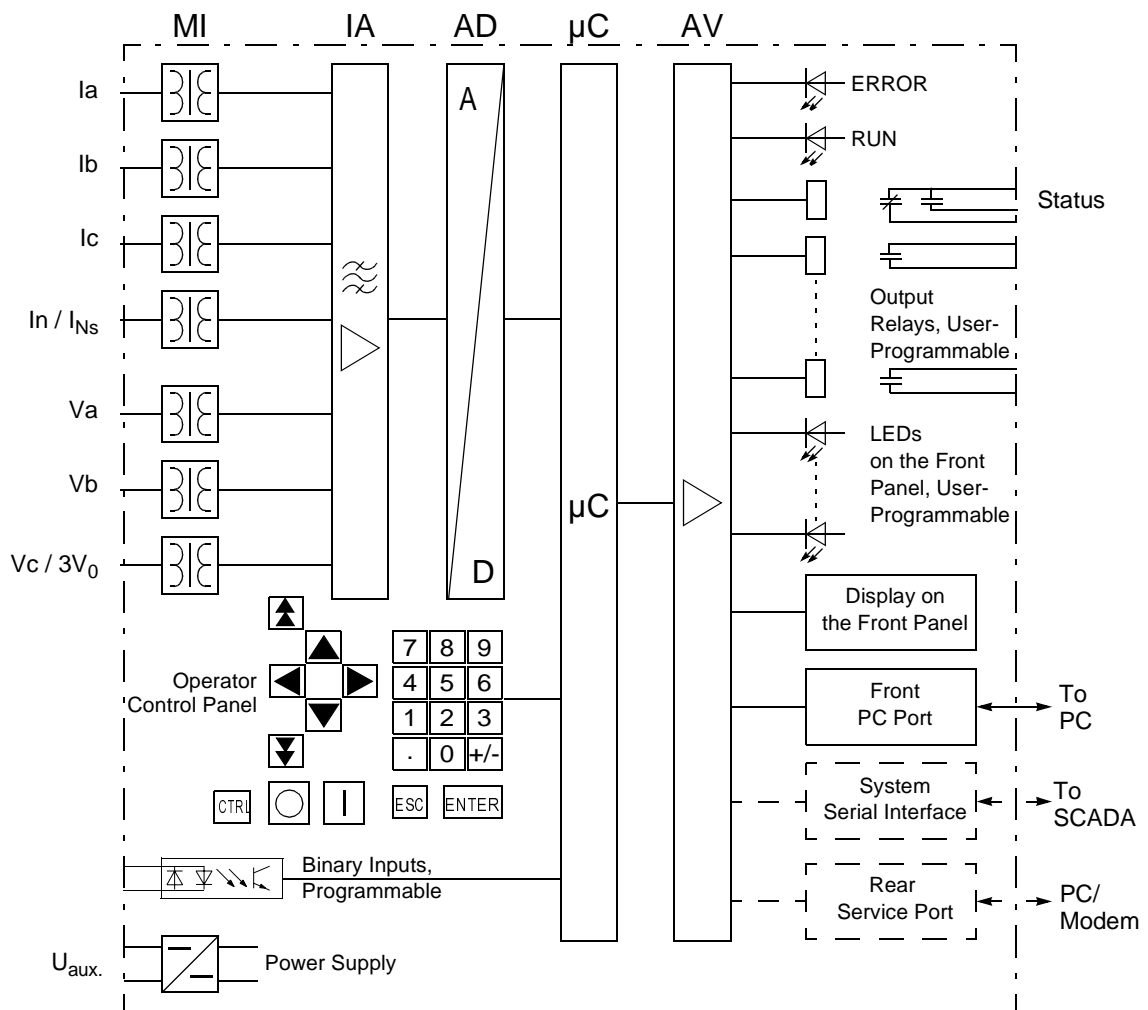 MI IA AD µC AV
Ia
Ib
Ic
In / INs
Va
Vb
Vc / 3V0
A
D
µC
ERROR
RUN
Status
Output
Relays, User-
Programmable
LEDs
on the Front
Panel, User-
Programmable
Display on
the Front Panel
Front
PC Port
To
PC
System
Serial Interface
To
SCADA
Rear
Service Port
PC/
Modem
Operator
Control Panel
7 8 9
4 5 6
1 2 3
. 0 +/-
CTRL
ESC ENTER
Binary Inputs,
Programmable
Uaux.
Power Supply